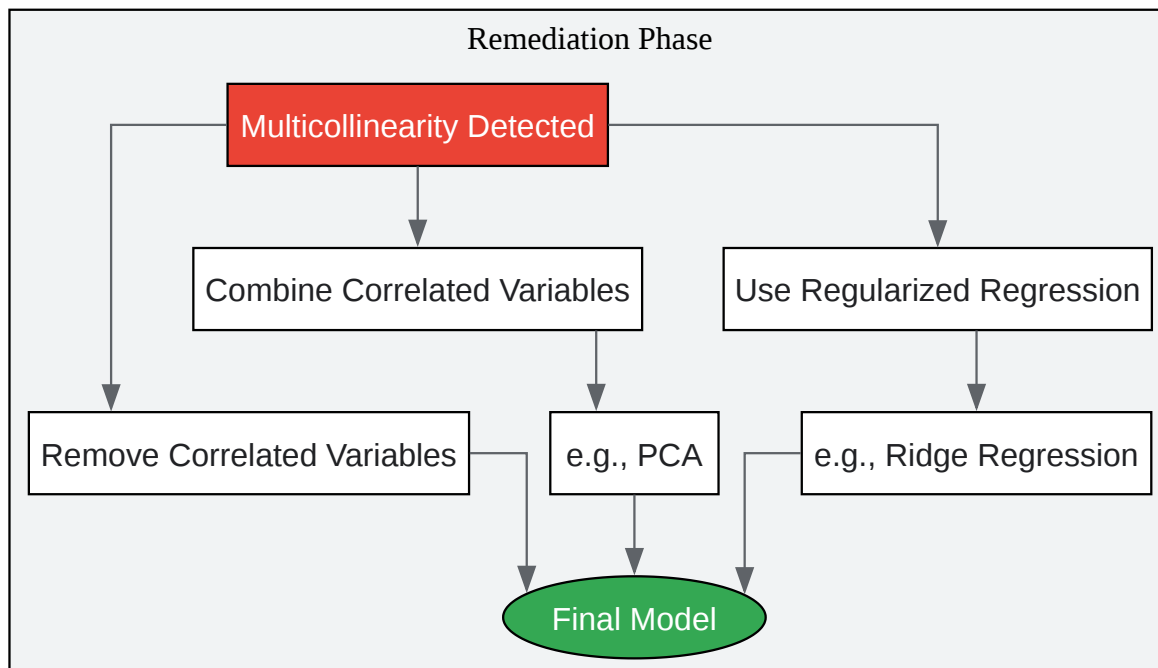 Remediation Phase
Multicollinearity Detected
Combine Correlated Variables
Use Regularized Regression
Remove Correlated Variables
e.g., PCA
e.g., Ridge Regression
Final Model